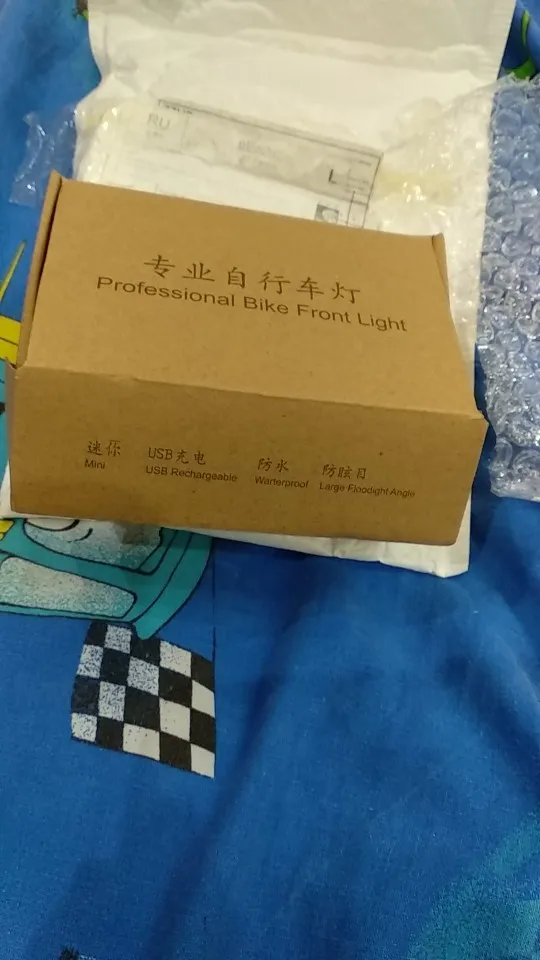 RU
专业自行车灯
Professional Bike Front Light
迷你 USB充电 防水 防眩目
Mini USB Rechargeable Warterproof Large Floodlight Angle